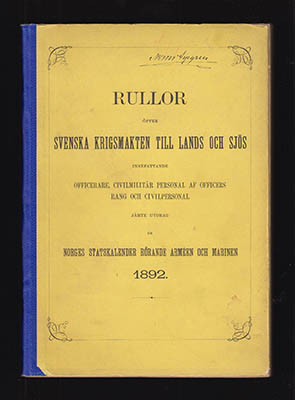 RULLOR
ÖFVER
SVENSKA KRIGSMAKTEN TILL LANDS OCH SJÖS
INNEFATTANDE
OFFICERARE, CIVILMILITÄR PERSONAL AF OFFICERS
RANG OCH CIVILPERSONAL
JÄMTE UTDRAG
UR
NORGES STATSKALENDER RÖRANDE ARMÉEN OCH MARINEN
1892.